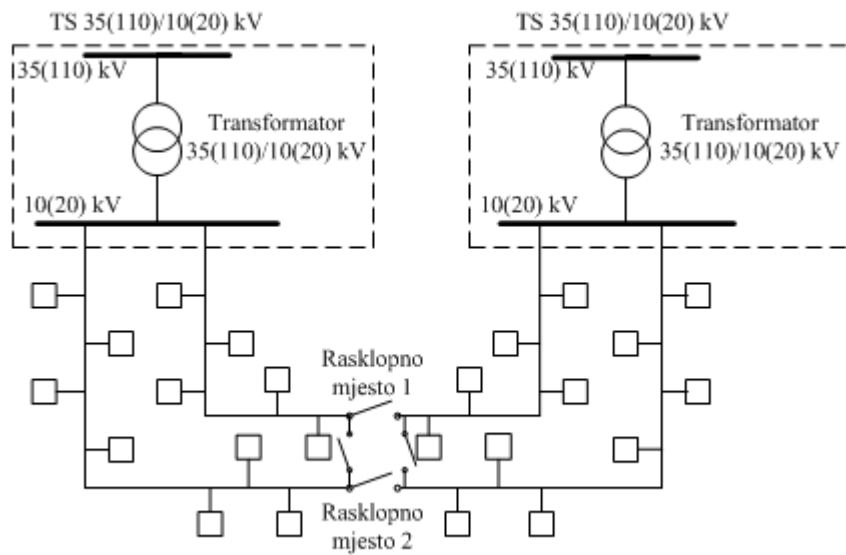 TS 35(110)/10(20) kV
35(110) kV
Transformator
35(110)/10(20) kV
10(20) kV
TS 35(110)/10(20) kV
35(110) kV
Transformator
35(110)/10(20) kV
10(20) kV
Rasklopno
mjesto 1
Rasklopno
mjesto 2